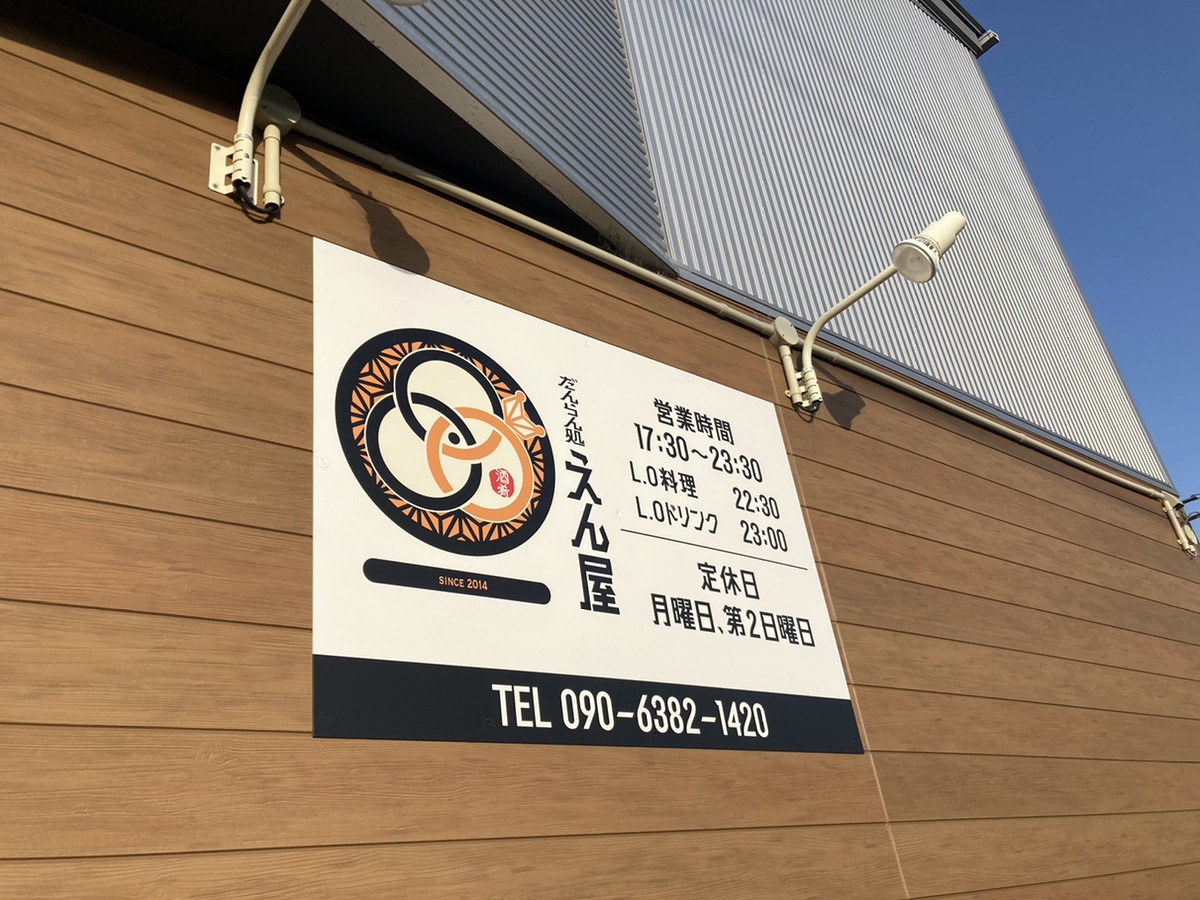 だんらん処
えん屋
酒肴
SINCE 2014
営業時間
17:30〜23:30
L.O料理 22:30
L.Oドリンク 23:00
定休日
月曜日、第2日曜日
TEL 090-6382-1420